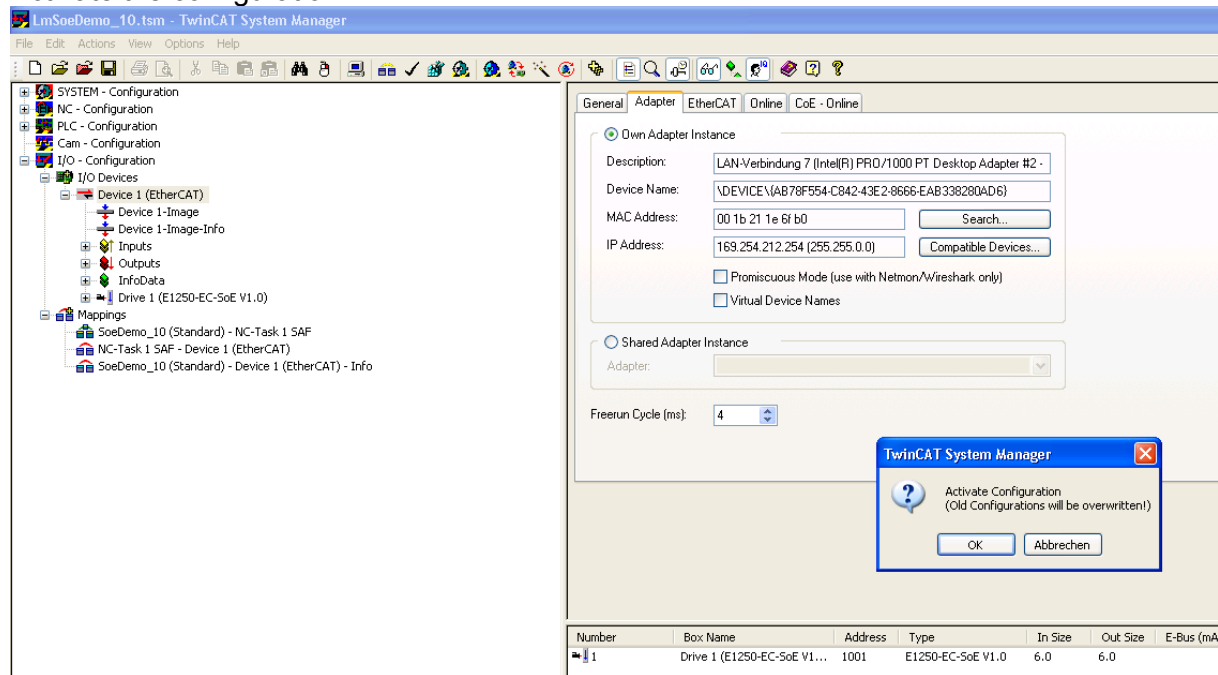 LmSoeDemo_10.tsm - TwinCAT System Manager
File Edit Actions View Options Help
SYSTEM - Configuration
NC - Configuration
PLC - Configuration
Cam - Configuration
I/O - Configuration
I/O Devices
Device 1 (EtherCAT)
Device 1-Image
Device 1-Image-Info
Inputs
Outputs
InfoData
Drive 1 (E1250-EC-SoE V1.0)
Mappings
SoeDemo_10 (Standard) - NC-Task 1 SAF
NC-Task 1 SAF - Device 1 (EtherCAT)
SoeDemo_10 (Standard) - Device 1 (EtherCAT) - Info
General Adapter EtherCAT Online CoE - Online
Own Adapter Instance
Description: LAN-Verbindung 7 (Intel(R) PRO/1000 PT Desktop Adapter #2 -
Device Name: \DEVICE\{AB78F554-C842-43E2-8666-EAB338280AD6}
MAC Address: 00 1b 21 1e 6f b0 Search...
IP Address: 169.254.212.254 (255.255.0.0) Compatible Devices...
Promiscuous Mode (use with Netmon/Wireshark only)
Virtual Device Names
Shared Adapter Instance
Adapter:
Freerun Cycle (ms): 4
TwinCAT System Manager
Activate Configuration
(Old Configurations will be overwritten!)
OK Abbrechen
Number Box Name Address Type In Size Out Size E-Bus (mA
1 Drive 1 (E1250-EC-SoE V1... 1001 E1250-EC-SoE V1.0 6.0 6.0